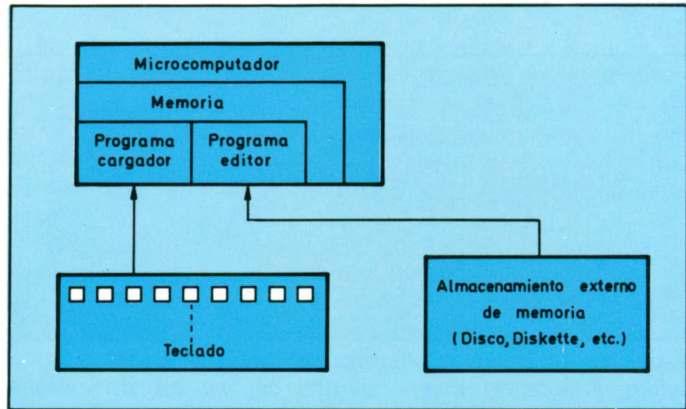 Microcomputador
Memoria
Programa
cargador
Programa
editor
Teclado
Almacenamiento externo
de memoria
(Disco, Diskette, etc.)